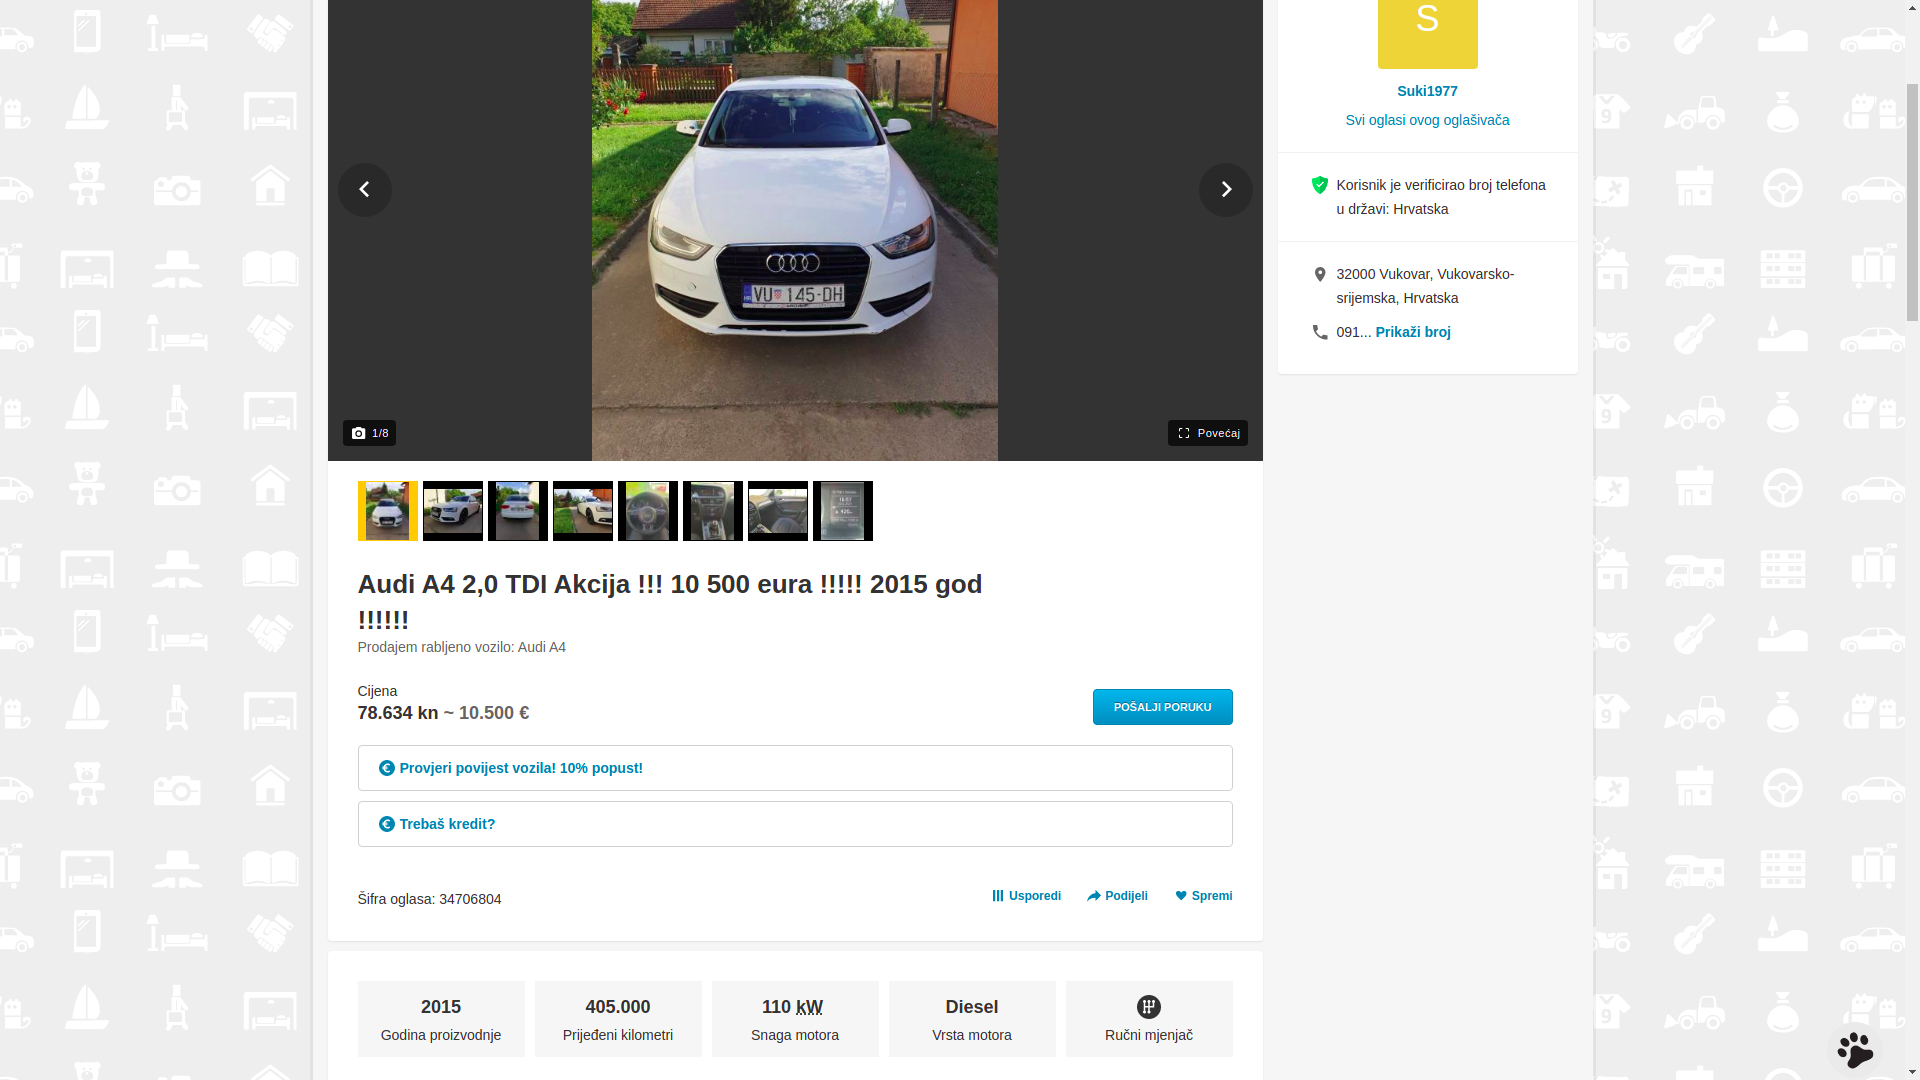 S
Suki1977
Svi oglasi ovog oglašivača
Korisnik je verificirao broj telefona
u državi: Hrvatska
32000 Vukovar, Vukovarsko-
srijemska, Hrvatska
091... Prikaži broj
VU 145-DH
1/8
Povećaj
Audi A4 2,0 TDI Akcija !!! 10 500 eura !!!!! 2015 god
!!!!!!
Prodajem rabljeno vozilo: Audi A4
Cijena
78.634 kn ~ 10.500 €
POŠALJI PORUKU
Provjeri povijest vozila! 10% popust!
Trebaš kredit?
Šifra oglasa: 34706804
Usporedi
Podijeli
Spremi
2015
Godina proizvodnje
405.000
Prijeđeni kilometri
110 kW
Snaga motora
Diesel
Vrsta motora
Ručni mjenjač